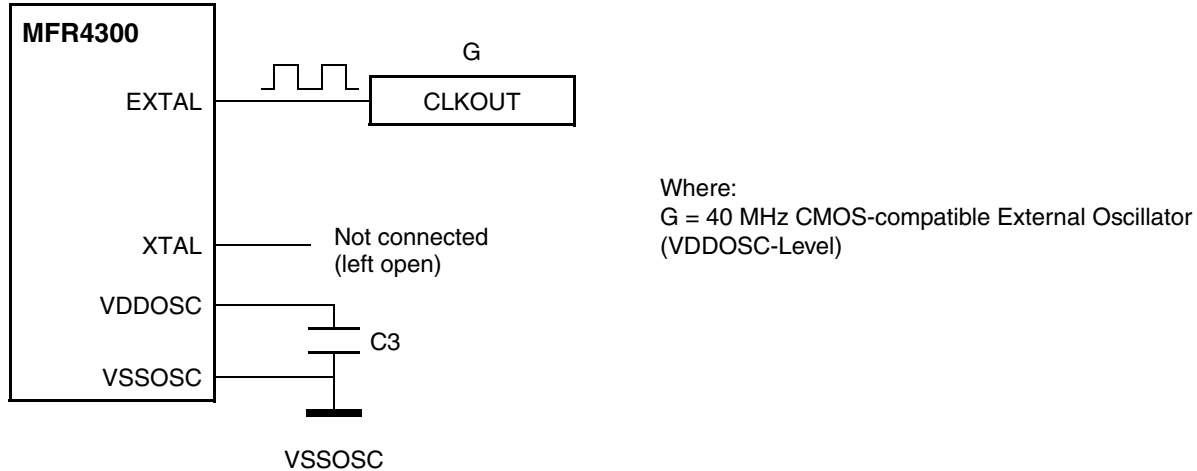 MFR4300
G
EXTAL
CLKOUT
XTAL
Not connected
(left open)
VDDOSC
C3
VSSOSC
VSSOSC
Where:
G = 40 MHz CMOS-compatible External Oscillator
(VDDOSC-Level)